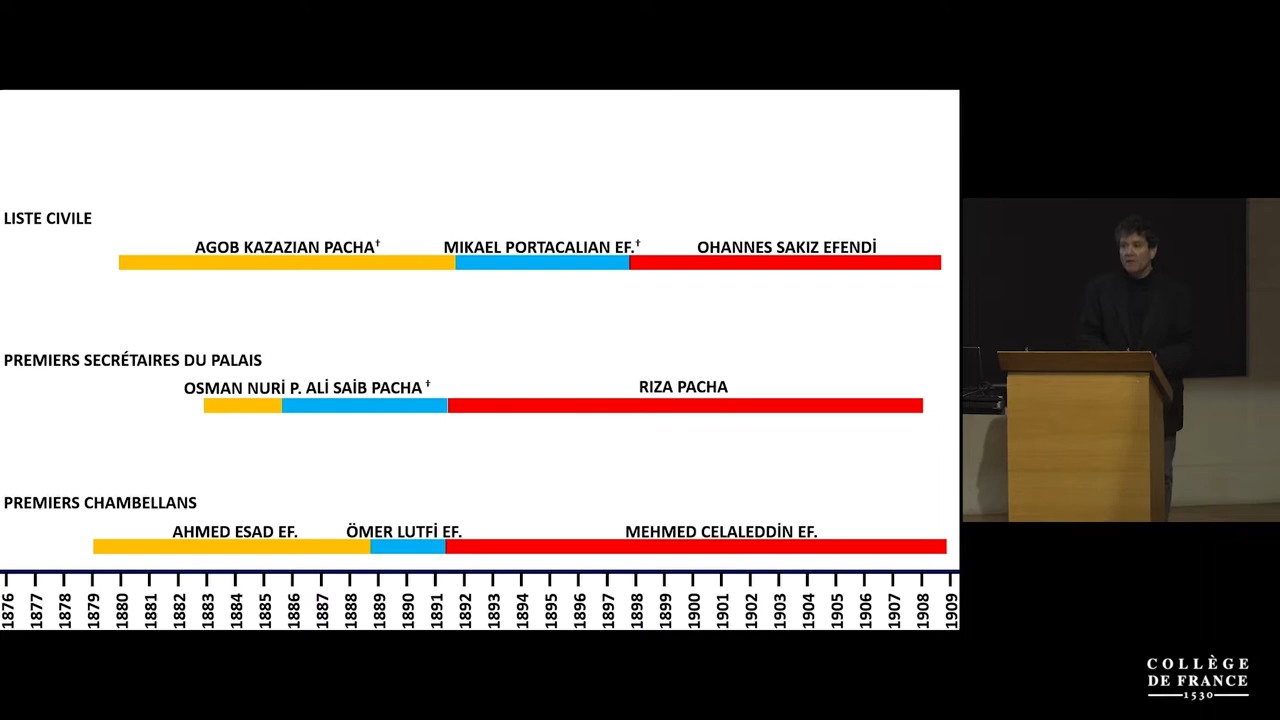 LISTE CIVILE
AGOB KAZAZIAN PACHA† MIKAEL PORTACALIAN EF.† OHANNES SAKIZ EFENDİ
PREMIERS SECRÉTAIRES DU PALAIS
OSMAN NURİ P. ALİ SAİB PACHA † RIZA PACHA
PREMIERS CHAMBELLANS
AHMED ESAD EF. ÖMER LUTFİ EF. MEHMED CELALEDDİN EF.
1876 1877 1878 1879 1880 1881 1882 1883 1884 1885 1886 1887 1888 1889 1890 1891 1892 1893 1894 1895 1896 1897 1898 1899 1900 1901 1902 1903 1904 1905 1906 1907 1908 1909
COLLÈGE
DE FRANCE
1530